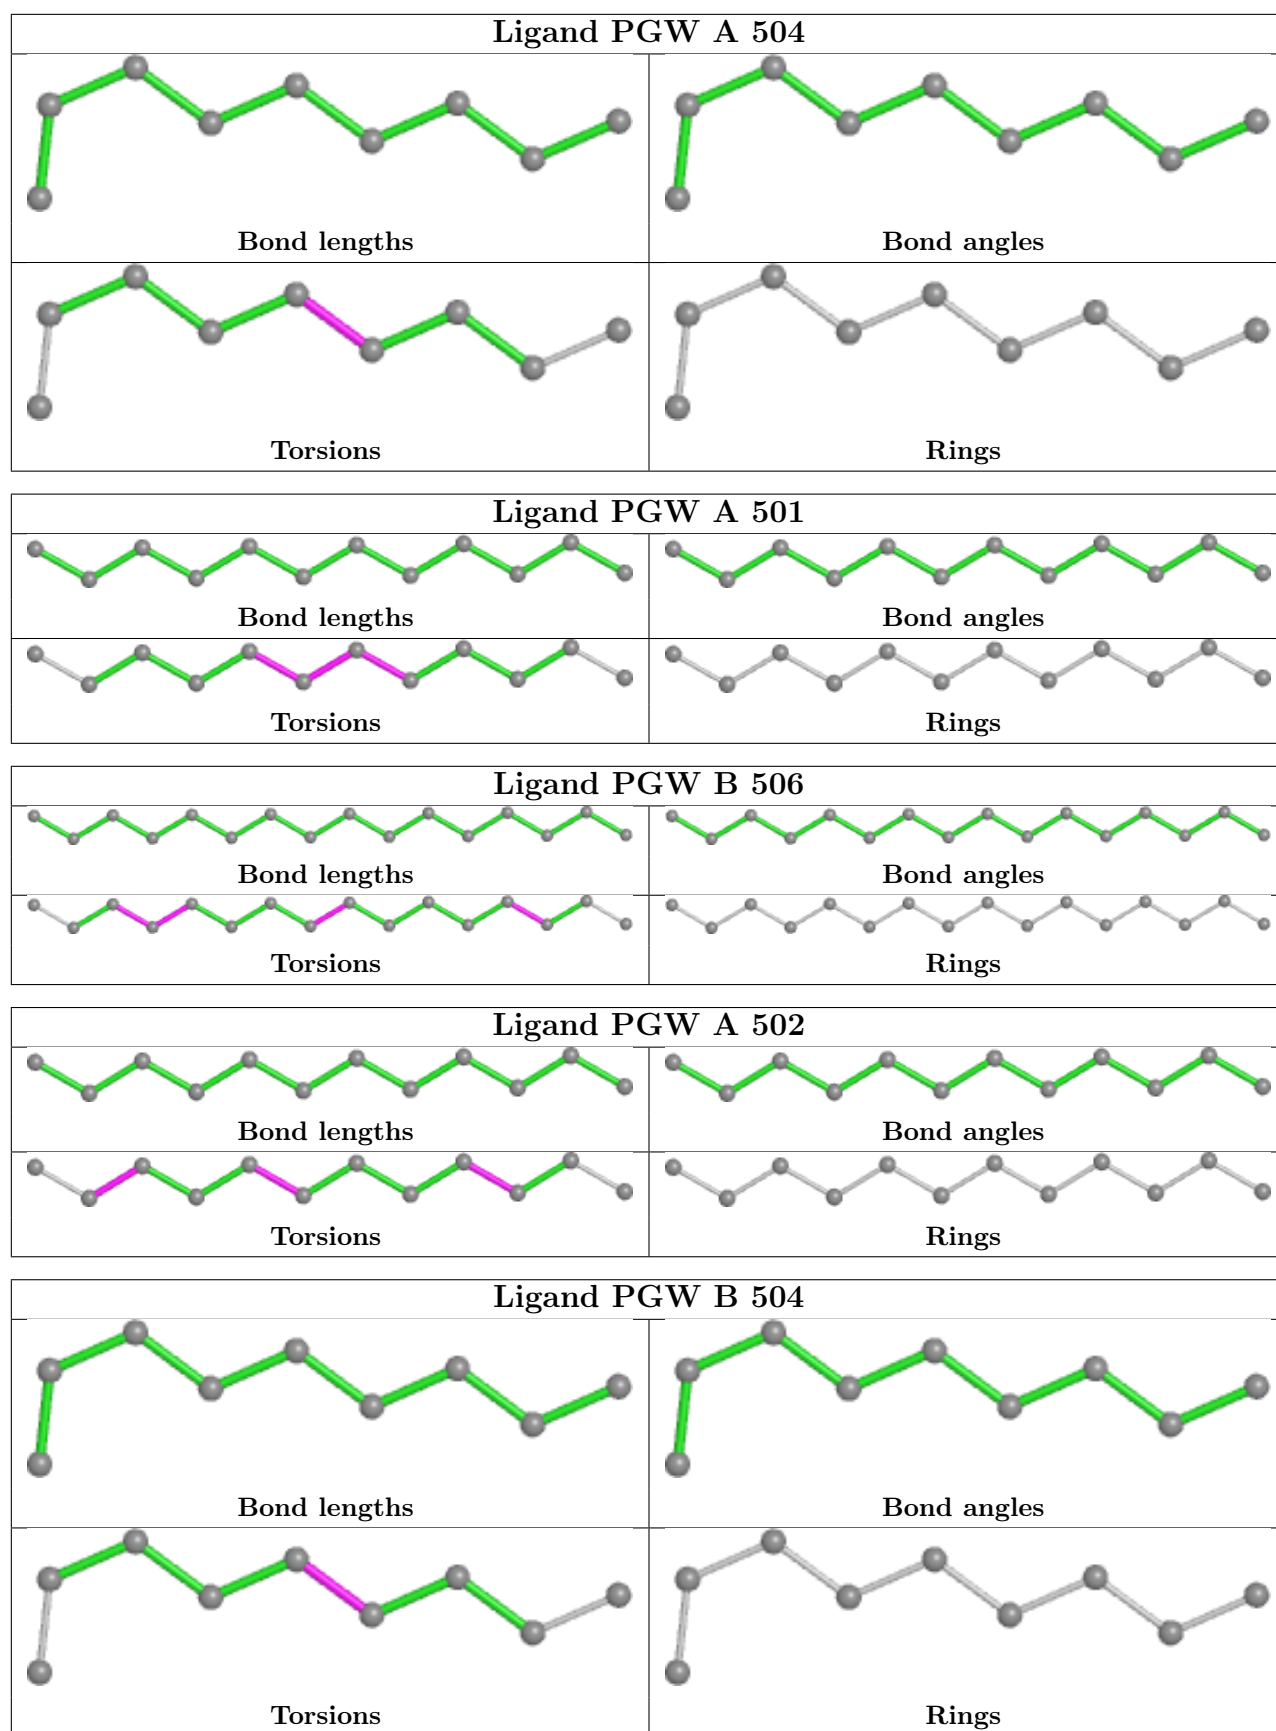 Ligand PGW A 504
Bond lengths
Bond angles
Torsions
Rings
Ligand PGW A 501
Bond lengths
Bond angles
Torsions
Rings
Ligand PGW B 506
Bond lengths
Bond angles
Torsions
Rings
Ligand PGW A 502
Bond lengths
Bond angles
Torsions
Rings
Ligand PGW B 504
Bond lengths
Bond angles
Torsions
Rings